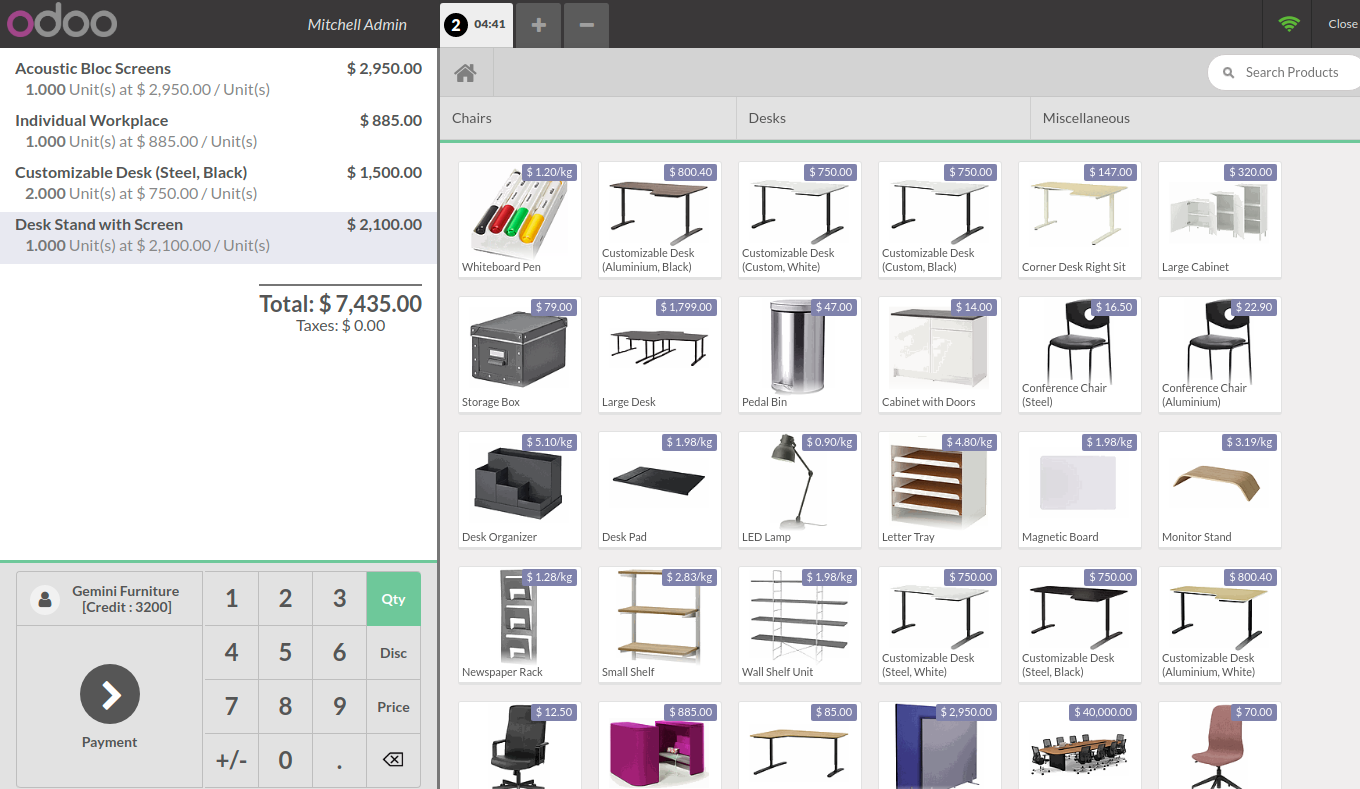 odoo
Mitchell Admin
2 04:41
+
−
Close
Acoustic Bloc Screens $ 2,950.00
1.000 Unit(s) at $ 2,950.00 / Unit(s)
Individual Workplace $ 885.00
1.000 Unit(s) at $ 885.00 / Unit(s)
Customizable Desk (Steel, Black) $ 1,500.00
2.000 Unit(s) at $ 750.00 / Unit(s)
Desk Stand with Screen $ 2,100.00
1.000 Unit(s) at $ 2,100.00 / Unit(s)
Total: $ 7,435.00
Taxes: $ 0.00
Gemini Furniture
[Credit : 3200]
Payment
1 2 3 Qty
4 5 6 Disc
7 8 9 Price
+/- 0 .
Search Products
Chairs Desks Miscellaneous
$ 1.20/kg
Whiteboard Pen
$ 800.40
Customizable Desk
(Aluminium, Black)
$ 750.00
Customizable Desk
(Custom, White)
$ 750.00
Customizable Desk
(Custom, Black)
$ 147.00
Corner Desk Right Sit
$ 320.00
Large Cabinet
$ 79.00
Storage Box
$ 1,799.00
Large Desk
$ 47.00
Pedal Bin
$ 14.00
Cabinet with Doors
$ 16.50
Conference Chair
(Steel)
$ 22.90
Conference Chair
(Aluminium)
$ 5.10/kg
Desk Organizer
$ 1.98/kg
Desk Pad
$ 0.90/kg
LED Lamp
$ 4.80/kg
Letter Tray
$ 1.98/kg
Magnetic Board
$ 3.19/kg
Monitor Stand
$ 1.28/kg
Newspaper Rack
$ 2.83/kg
Small Shelf
$ 1.98/kg
Wall Shelf Unit
$ 750.00
Customizable Desk
(Steel, White)
$ 750.00
Customizable Desk
(Steel, Black)
$ 800.40
Customizable Desk
(Aluminium, White)
$ 12.50
$ 885.00
$ 85.00
$ 2,950.00
$ 40,000.00
$ 70.00